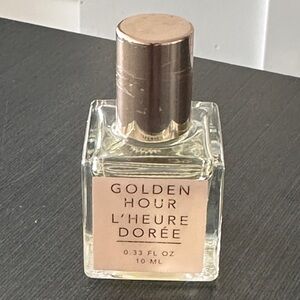 GOLDEN
HOUR
L'HEURE
DORÉE
0.33 FL OZ
10 ML